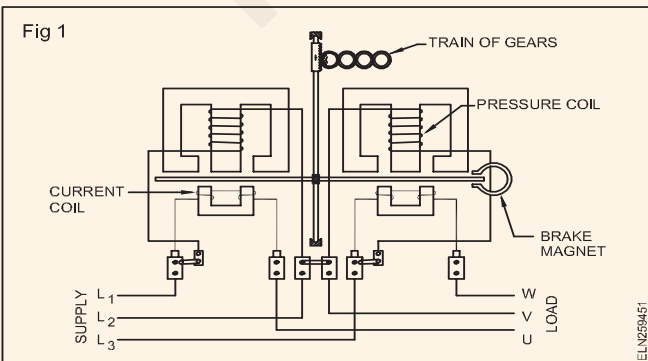 Fig 1
TRAIN OF GEARS
PRESSURE COIL
CURRENT
COIL
BRAKE
MAGNET
SUPPLY
L1
L2
L3
W
V
U
LOAD
ELN259451